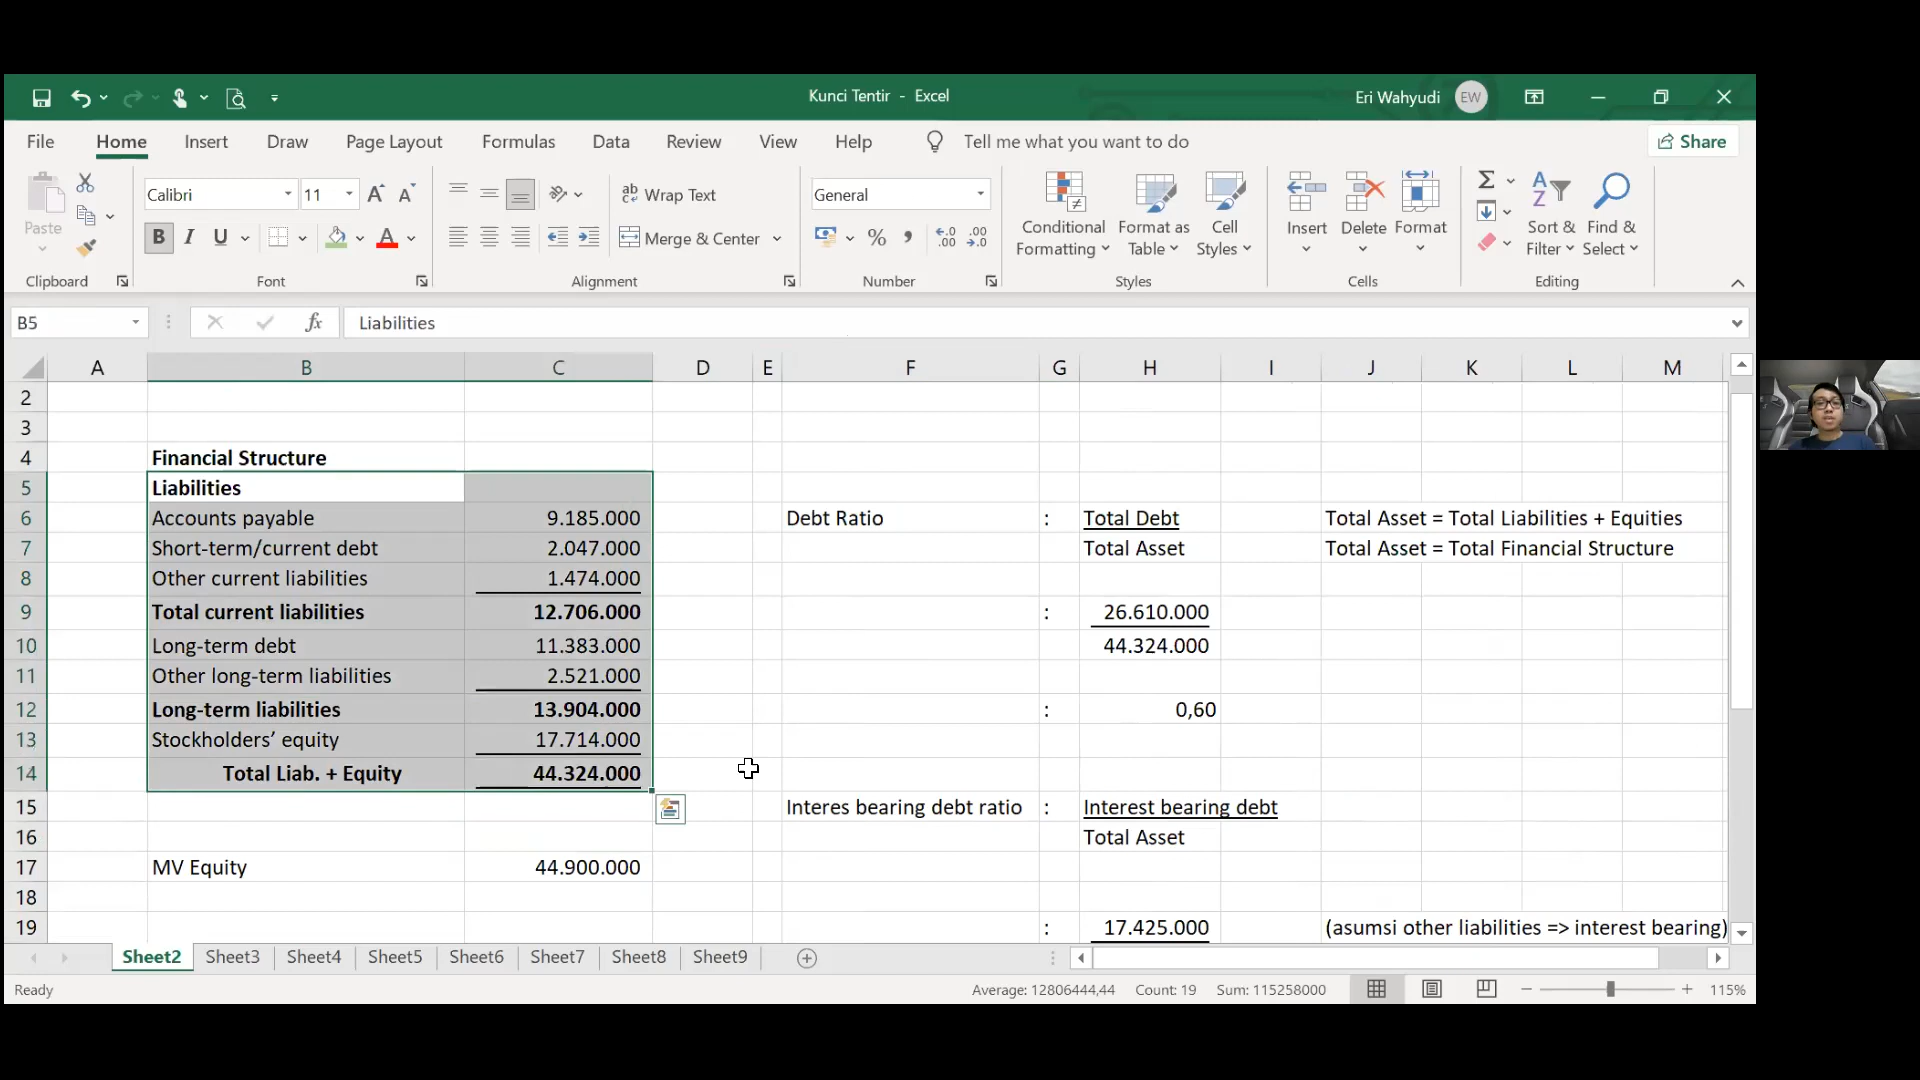 Kunci Tentir - Excel
Eri Wahyudi EW
File Home Insert Draw Page Layout Formulas Data Review View Help Tell me what you want to do Share
Paste
Clipboard
Calibri 11
B I U
Font
Wrap Text
Merge & Center
Alignment
General
Number
Conditional Formatting
Format as Table
Cell Styles
Styles
Insert Delete Format
Cells
Sort & Filter
Find & Select
Editing
B5 fx Liabilities
A B C D E F G H I J K L M
2
3
4 Financial Structure
5 Liabilities
6 Accounts payable 9.185.000 Debt Ratio : Total Debt Total Asset = Total Liabilities + Equities
7 Short-term/current debt 2.047.000 Total Asset Total Asset = Total Financial Structure
8 Other current liabilities 1.474.000
9 Total current liabilities 12.706.000 : 26.610.000
10 Long-term debt 11.383.000 44.324.000
11 Other long-term liabilities 2.521.000
12 Long-term liabilities 13.904.000 : 0,60
13 Stockholders’ equity 17.714.000
14 Total Liab. + Equity 44.324.000
15 Interes bearing debt ratio : Interest bearing debt
16 Total Asset
17 MV Equity 44.900.000
18
19 : 17.425.000 (asumsi other liabilities => interest bearing)
Sheet2 Sheet3 Sheet4 Sheet5 Sheet6 Sheet7 Sheet8 Sheet9
Ready Average: 12806444,44 Count: 19 Sum: 115258000 115%